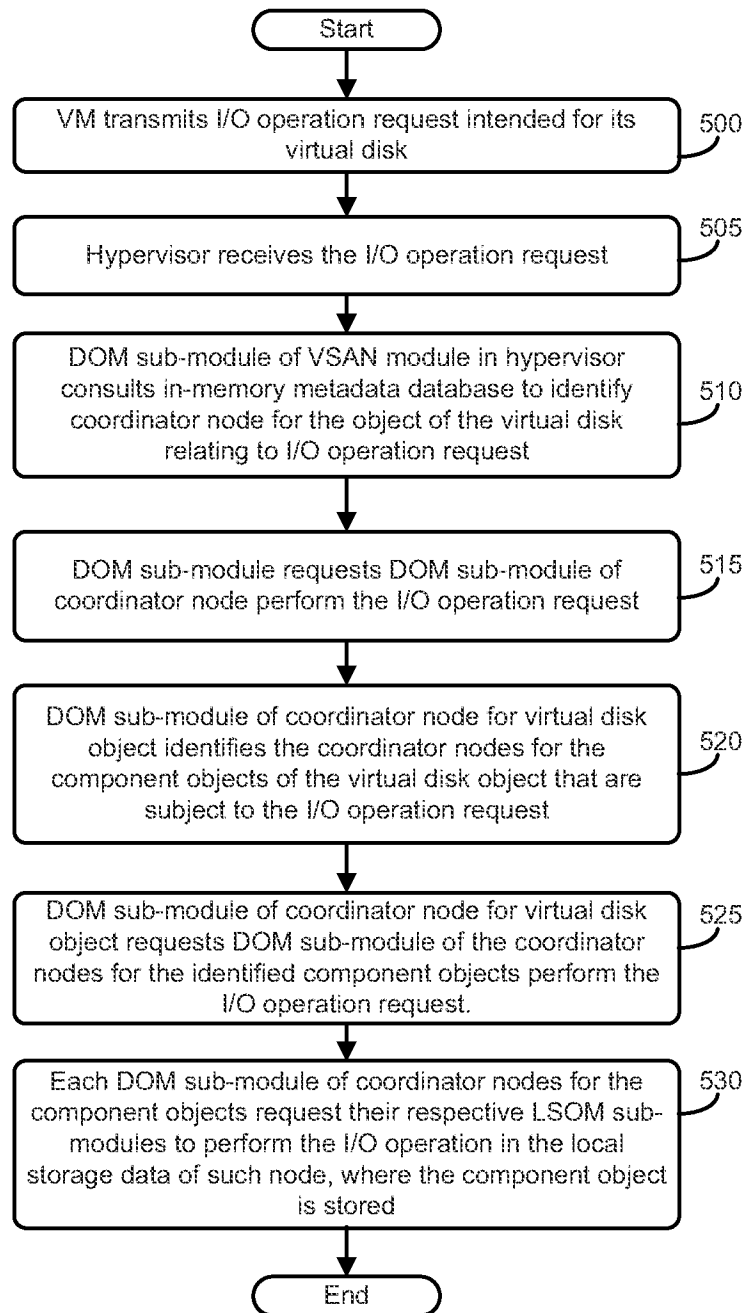 Start
VM transmits I/O operation request intended for its
virtual disk
500
Hypervisor receives the I/O operation request
505
DOM sub-module of VSAN module in hypervisor
consults in-memory metadata database to identify
coordinator node for the object of the virtual disk
relating to I/O operation request
510
DOM sub-module requests DOM sub-module of
coordinator node perform the I/O operation request
515
DOM sub-module of coordinator node for virtual disk
object identifies the coordinator nodes for the
component objects of the virtual disk object that are
subject to the I/O operation request
520
DOM sub-module of coordinator node for virtual disk
object requests DOM sub-module of the coordinator
nodes for the identified component objects perform the
I/O operation request.
525
Each DOM sub-module of coordinator nodes for the
component objects request their respective LSOM sub-
modules to perform the I/O operation in the local
storage data of such node, where the component object
is stored
530
End